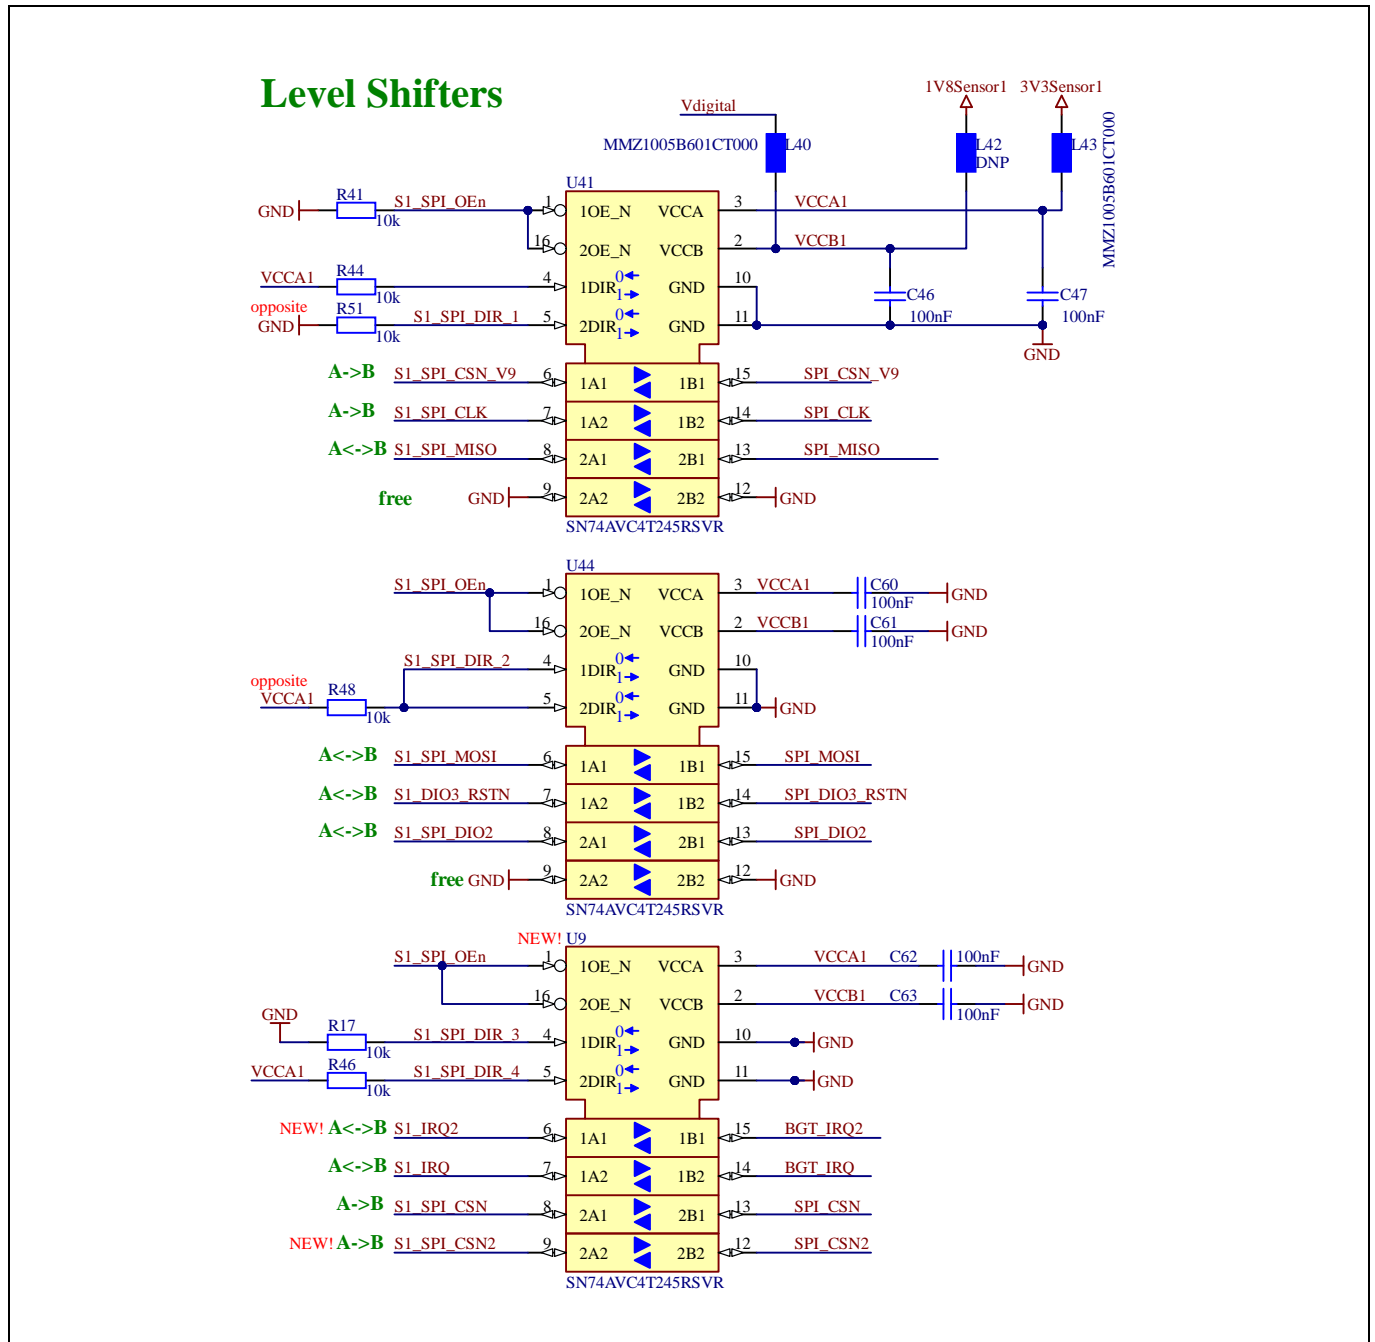 Level Shifters
1V8Sensor1 3V3Sensor1
Vdigital
MMZ1005B601CT000 L40
L42
DNP
L43
MMZ1005B601CT000
U41
GND R41 10k S1_SPI_OEn 1 1OE_N VCCA 3 VCCA1
16 2OE_N VCCB 2 VCCB1
VCCA1 R44 10k 4 1DIR 0 1 GND 10
C46 100nF
C47 100nF
opposite
GND R51 10k S1_SPI_DIR_1 5 2DIR 0 1 GND 11
GND
A->B S1_SPI_CSN_V9 6 1A1 1B1 15 SPI_CSN_V9
A->B S1_SPI_CLK 7 1A2 1B2 14 SPI_CLK
A<->B S1_SPI_MISO 8 2A1 2B1 13 SPI_MISO
free GND 9 2A2 2B2 12 GND
SN74AVC4T245RSVR
U44
S1_SPI_OEn 1 1OE_N VCCA 3 VCCA1 C60 100nF GND
16 2OE_N VCCB 2 VCCB1 C61 100nF GND
S1_SPI_DIR_2 4 1DIR 0 1 GND 10
opposite
VCCA1 R48 10k 5 2DIR 0 1 GND 11 GND
A<->B S1_SPI_MOSI 6 1A1 1B1 15 SPI_MOSI
A<->B S1_DIO3_RSTN 7 1A2 1B2 14 SPI_DIO3_RSTN
A<->B S1_SPI_DIO2 8 2A1 2B1 13 SPI_DIO2
free GND 9 2A2 2B2 12 GND
SN74AVC4T245RSVR
NEW! U9
S1_SPI_OEn 1 1OE_N VCCA 3 VCCA1 C62 100nF GND
16 2OE_N VCCB 2 VCCB1 C63 100nF GND
GND R17 10k S1_SPI_DIR_3 4 1DIR 0 1 GND 10 GND
VCCA1 R46 10k S1_SPI_DIR_4 5 2DIR 0 1 GND 11 GND
NEW! A<->B S1_IRQ2 6 1A1 1B1 15 BGT_IRQ2
A<->B S1_IRQ 7 1A2 1B2 14 BGT_IRQ
A->B S1_SPI_CSN 8 2A1 2B1 13 SPI_CSN
NEW! A->B S1_SPI_CSN2 9 2A2 2B2 12 SPI_CSN2
SN74AVC4T245RSVR